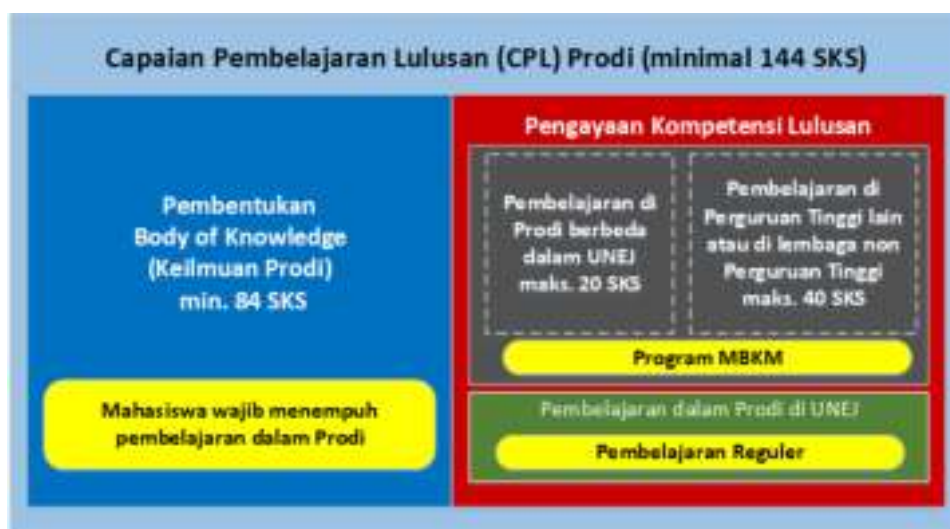 Capaian Pembelajaran Lulusan (CPL) Prodi (minimal 144 SKS)
Pembentukan
Body of Knowledge
(Keilmuan Prodi)
min. 84 SKS
Mahasiswa wajib menempuh
pembelajaran dalam Prodi
Pengayaan Kompetensi Lulusan
Pembelajaran di
Prodi berbeda
dalam UNEJ
maks. 20 SKS
Pembelajaran di
Perguruan Tinggi lain
atau di lembaga non
Perguruan Tinggi
maks. 40 SKS
Program MBKM
Pembelajaran dalam Prodi di UNEJ
Pembelajaran Reguler